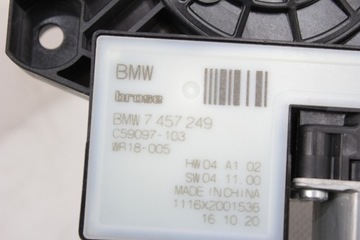 BMW
brose
BMW 7 457 249
C59097-103
WR18-005
HW 04 A1 02
SW 04 11.00
MADE IN CHINA
1116X2001536
16 10 20